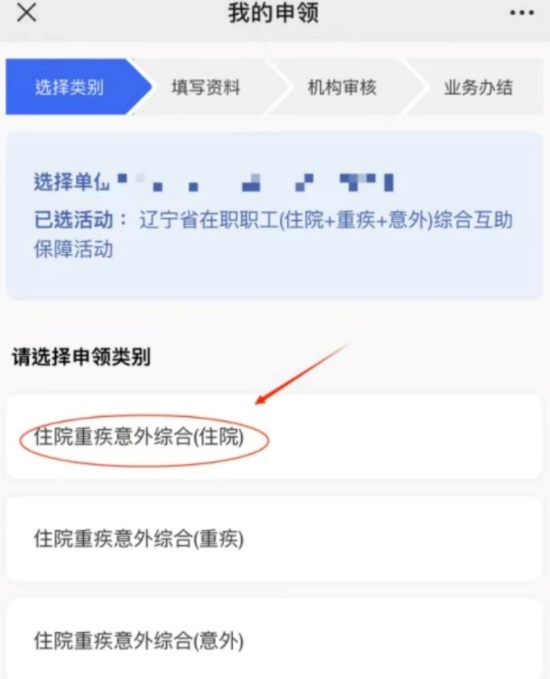 我的申领
选择类别
填写资料
机构审核
业务办结
选择单位
已选活动：辽宁省在职职工(住院+重疾+意外)综合互助
保障活动
请选择申领类别
住院重疾意外综合(住院)
住院重疾意外综合(重疾)
住院重疾意外综合(意外)